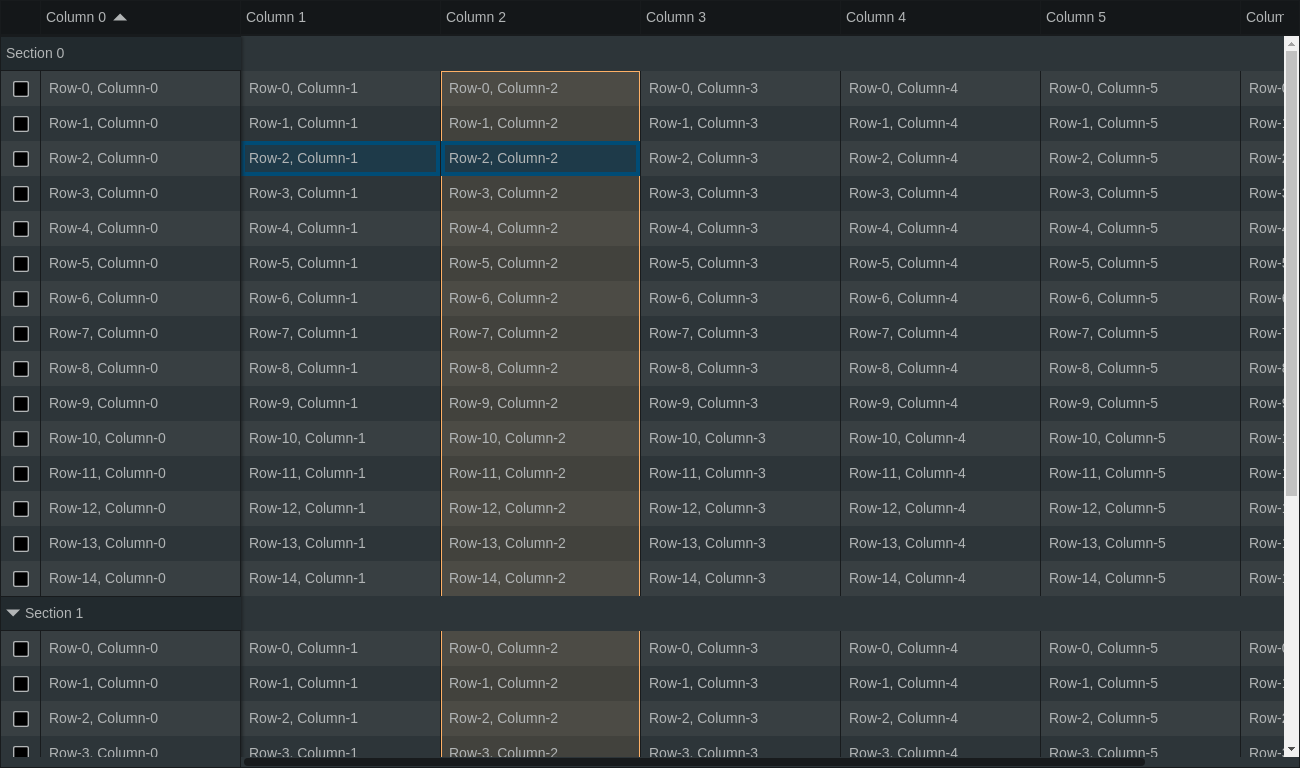 Column 0 Column 1 Column 2 Column 3 Column 4 Column 5 Colum
Section 0
Row-0, Column-0 Row-0, Column-1 Row-0, Column-2 Row-0, Column-3 Row-0, Column-4 Row-0, Column-5 Row-0
Row-1, Column-0 Row-1, Column-1 Row-1, Column-2 Row-1, Column-3 Row-1, Column-4 Row-1, Column-5 Row-1
Row-2, Column-0 Row-2, Column-1 Row-2, Column-2 Row-2, Column-3 Row-2, Column-4 Row-2, Column-5 Row-2
Row-3, Column-0 Row-3, Column-1 Row-3, Column-2 Row-3, Column-3 Row-3, Column-4 Row-3, Column-5 Row-3
Row-4, Column-0 Row-4, Column-1 Row-4, Column-2 Row-4, Column-3 Row-4, Column-4 Row-4, Column-5 Row-4
Row-5, Column-0 Row-5, Column-1 Row-5, Column-2 Row-5, Column-3 Row-5, Column-4 Row-5, Column-5 Row-5
Row-6, Column-0 Row-6, Column-1 Row-6, Column-2 Row-6, Column-3 Row-6, Column-4 Row-6, Column-5 Row-6
Row-7, Column-0 Row-7, Column-1 Row-7, Column-2 Row-7, Column-3 Row-7, Column-4 Row-7, Column-5 Row-7
Row-8, Column-0 Row-8, Column-1 Row-8, Column-2 Row-8, Column-3 Row-8, Column-4 Row-8, Column-5 Row-8
Row-9, Column-0 Row-9, Column-1 Row-9, Column-2 Row-9, Column-3 Row-9, Column-4 Row-9, Column-5 Row-9
Row-10, Column-0 Row-10, Column-1 Row-10, Column-2 Row-10, Column-3 Row-10, Column-4 Row-10, Column-5 Row-1
Row-11, Column-0 Row-11, Column-1 Row-11, Column-2 Row-11, Column-3 Row-11, Column-4 Row-11, Column-5 Row-1
Row-12, Column-0 Row-12, Column-1 Row-12, Column-2 Row-12, Column-3 Row-12, Column-4 Row-12, Column-5 Row-1
Row-13, Column-0 Row-13, Column-1 Row-13, Column-2 Row-13, Column-3 Row-13, Column-4 Row-13, Column-5 Row-1
Row-14, Column-0 Row-14, Column-1 Row-14, Column-2 Row-14, Column-3 Row-14, Column-4 Row-14, Column-5 Row-1
Section 1
Row-0, Column-0 Row-0, Column-1 Row-0, Column-2 Row-0, Column-3 Row-0, Column-4 Row-0, Column-5 Row-0
Row-1, Column-0 Row-1, Column-1 Row-1, Column-2 Row-1, Column-3 Row-1, Column-4 Row-1, Column-5 Row-1
Row-2, Column-0 Row-2, Column-1 Row-2, Column-2 Row-2, Column-3 Row-2, Column-4 Row-2, Column-5 Row-2
Row-3, Column-0 Row-3, Column-1 Row-3, Column-2 Row-3, Column-3 Row-3, Column-4 Row-3, Column-5 Row-3